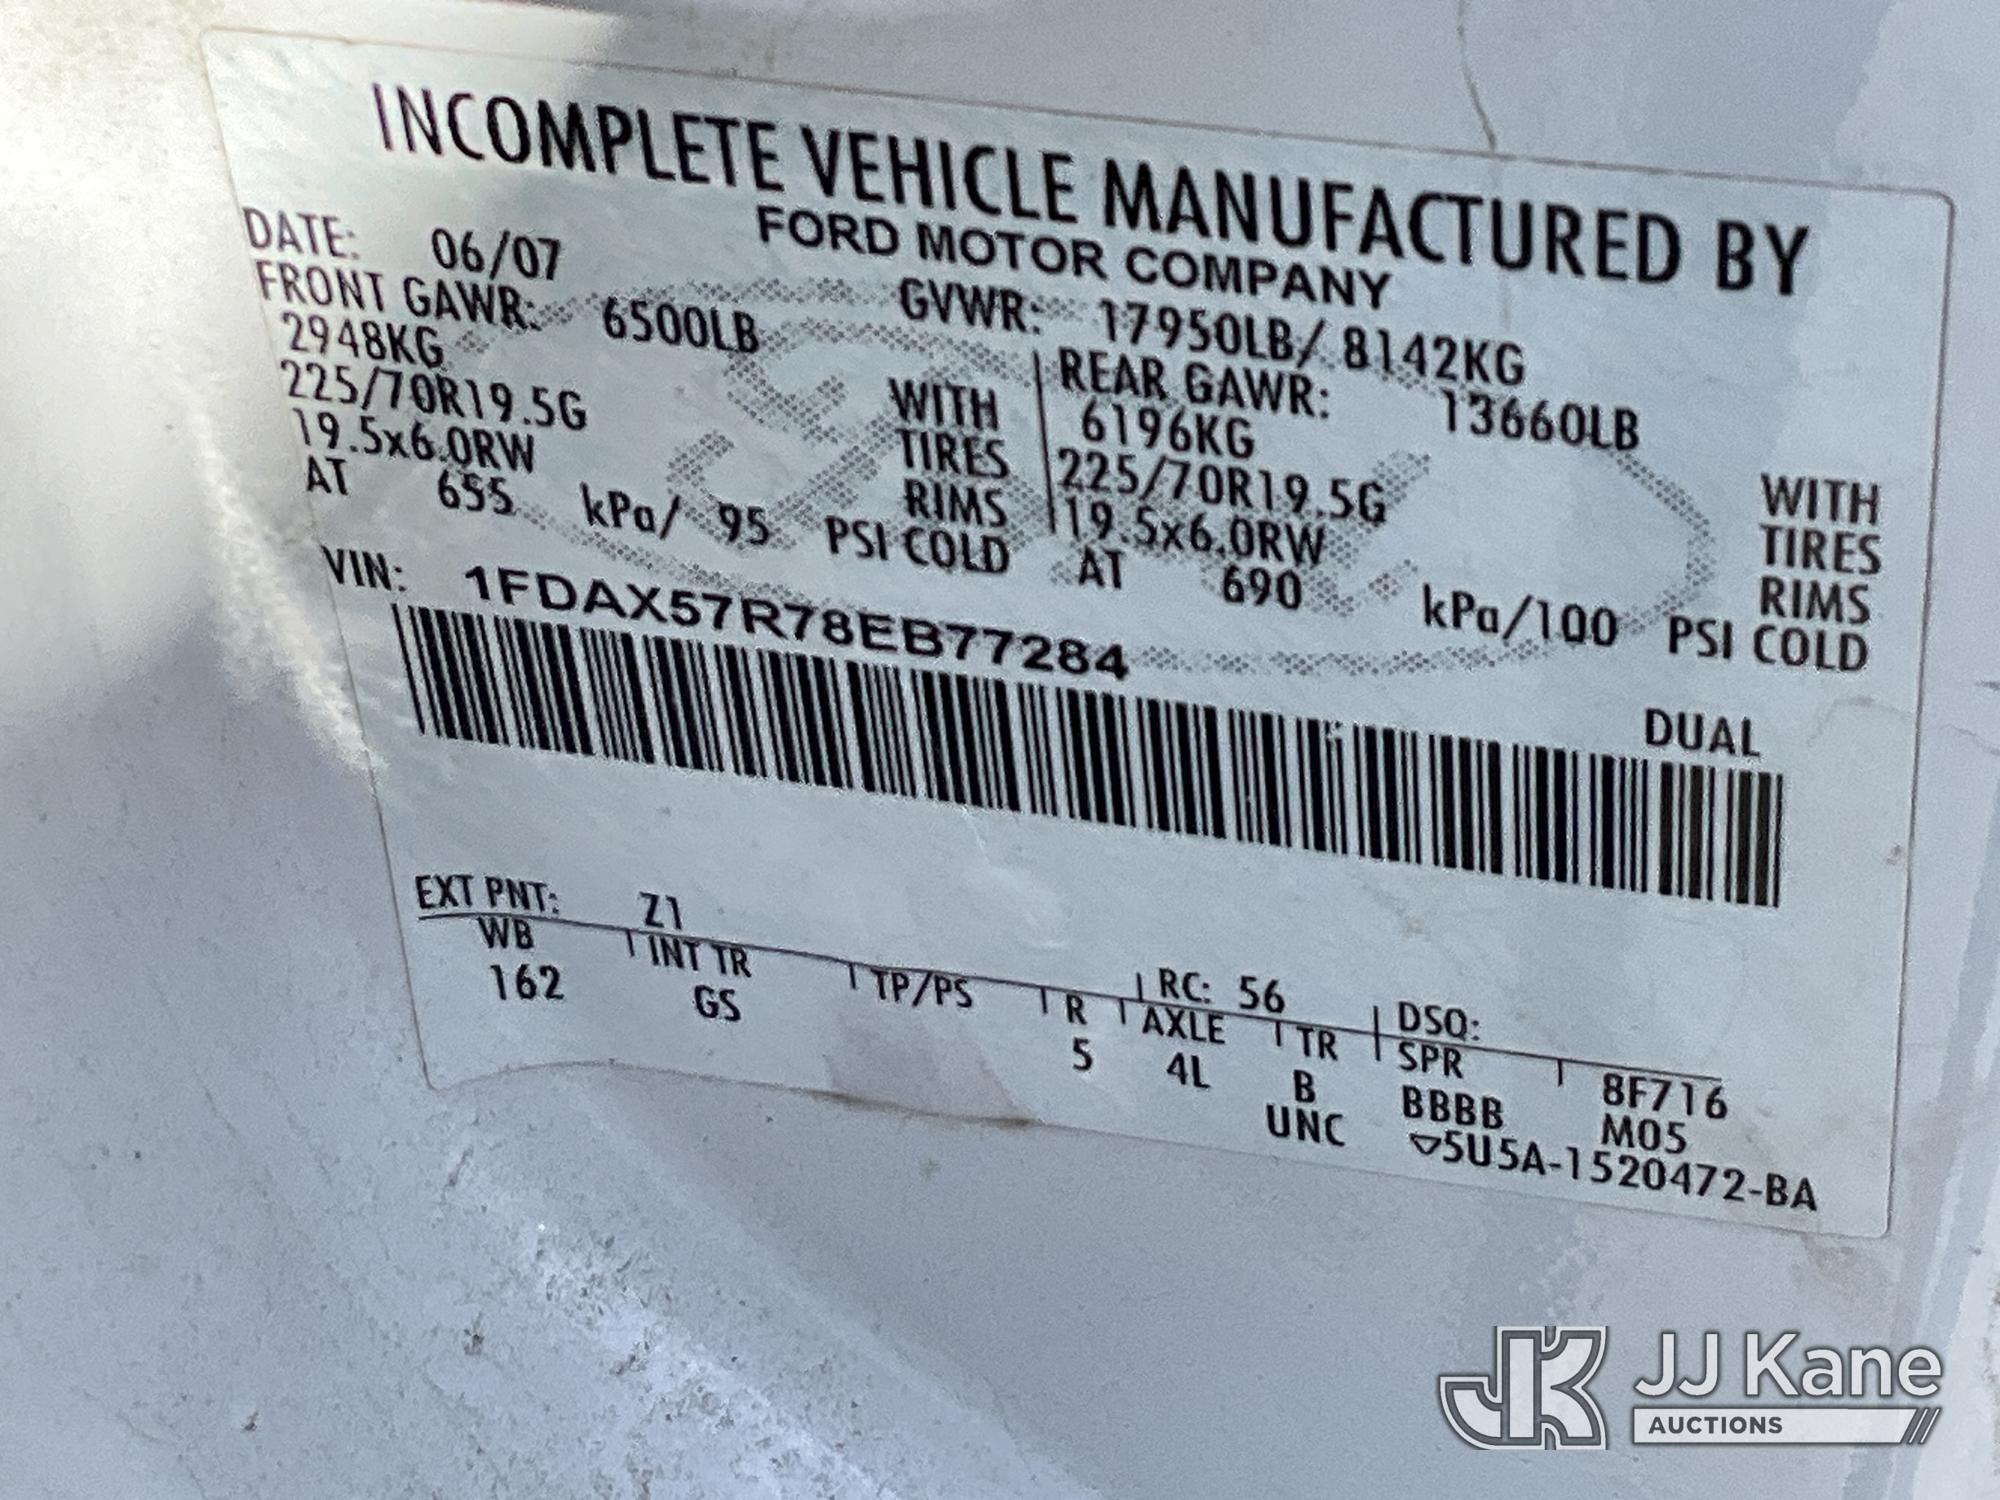 INCOMPLETE VEHICLE MANUFACTURED BY
FORD MOTOR COMPANY
DATE: 06/07 GVWR: 17950LB/ 8142KG
FRONT GAWR: 6500LB REAR GAWR: 13660LB
2948KG WITH 6196KG WITH
225/70R19.5G TIRES 225/70R19.5G TIRES
19.5x6.0RW RIMS 19.5x6.0RW RIMS
AT 655 kPa/ 95 PSI COLD AT 690 kPa/100 PSI COLD
VIN: 1FDAX57R78EB77284
DUAL
EXT PNT: Z1 RC: 56 DSQ:
WB INT TR TP/PS R AXLE TR SPR 8F716
162 GS 5 4L B BBBB M05
UNC 5U5A-1520472-BA
JK JJ Kane
AUCTIONS